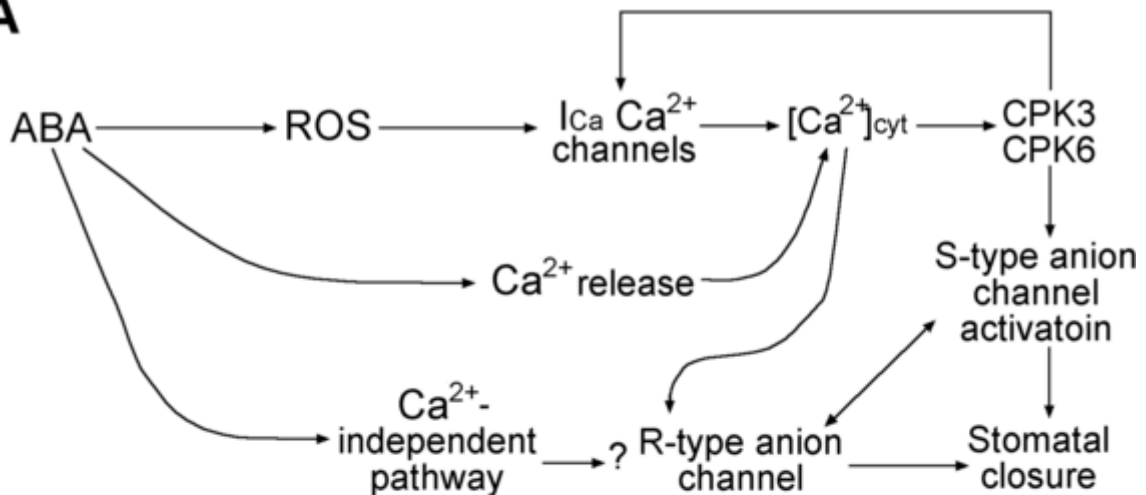 A
ABA
ROS
ICa Ca2+
channels
[Ca2+]cyt
CPK3
CPK6
Ca2+ release
S-type anion
channel
activatoin
Ca2+-
independent
pathway
?
R-type anion
channel
Stomatal
closure